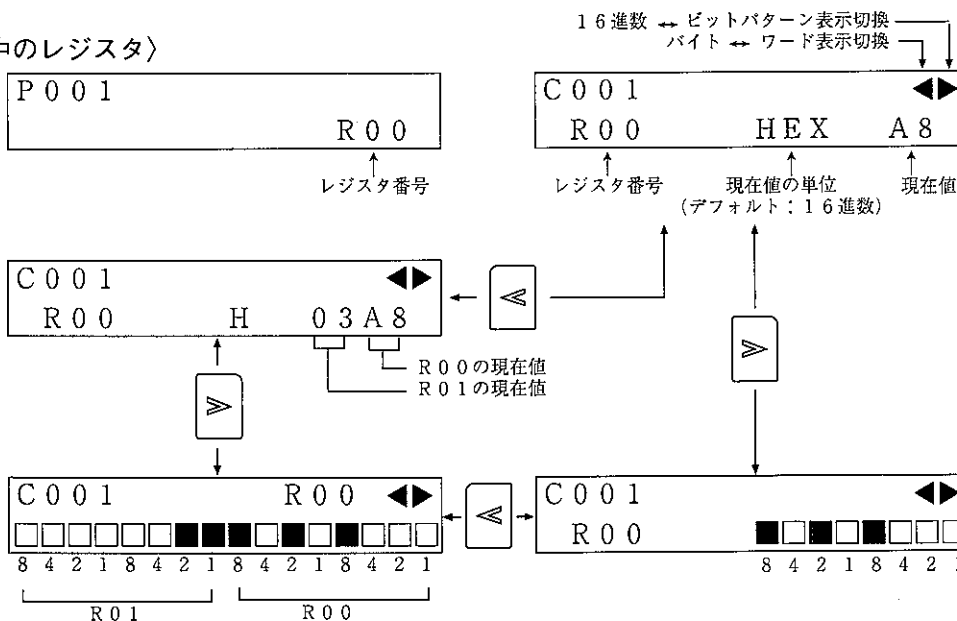 16進数 ↔ ビットパターン表示切換
バイト ↔ ワード表示切換
中のレジスタ〉
P001
R00
レジスタ番号
C001 ◀▶
R00 HEX A8
レジスタ番号
現在値の単位
(デフォルト：16進数)
現在値
C001 ◀▶
R00 H 03A8
R00の現在値
R01の現在値
C001 R00 ◀▶
□□□□□□■■■□■□■□□□
8 4 2 1 8 4 2 1 8 4 2 1 8 4 2 1
R01 R00
C001 ◀▶
R00 ■□■□■□□□
8 4 2 1 8 4 2 1